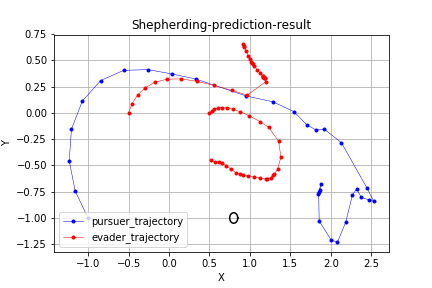 Shepherding-prediction-result
0.75
0.50
0.25
0.00
−0.25
−0.50
−0.75
−1.00
−1.25
Y
pursuer_trajectory
evader_trajectory
−1.0 −0.5 0.0 0.5 1.0 1.5 2.0 2.5
X